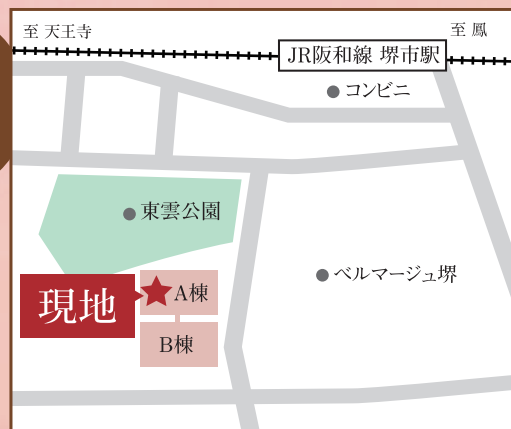 至 天王寺
至 鳳
JR阪和線 堺市駅
コンビニ
東雲公園
ベルマージュ堺
現地
A棟
B棟